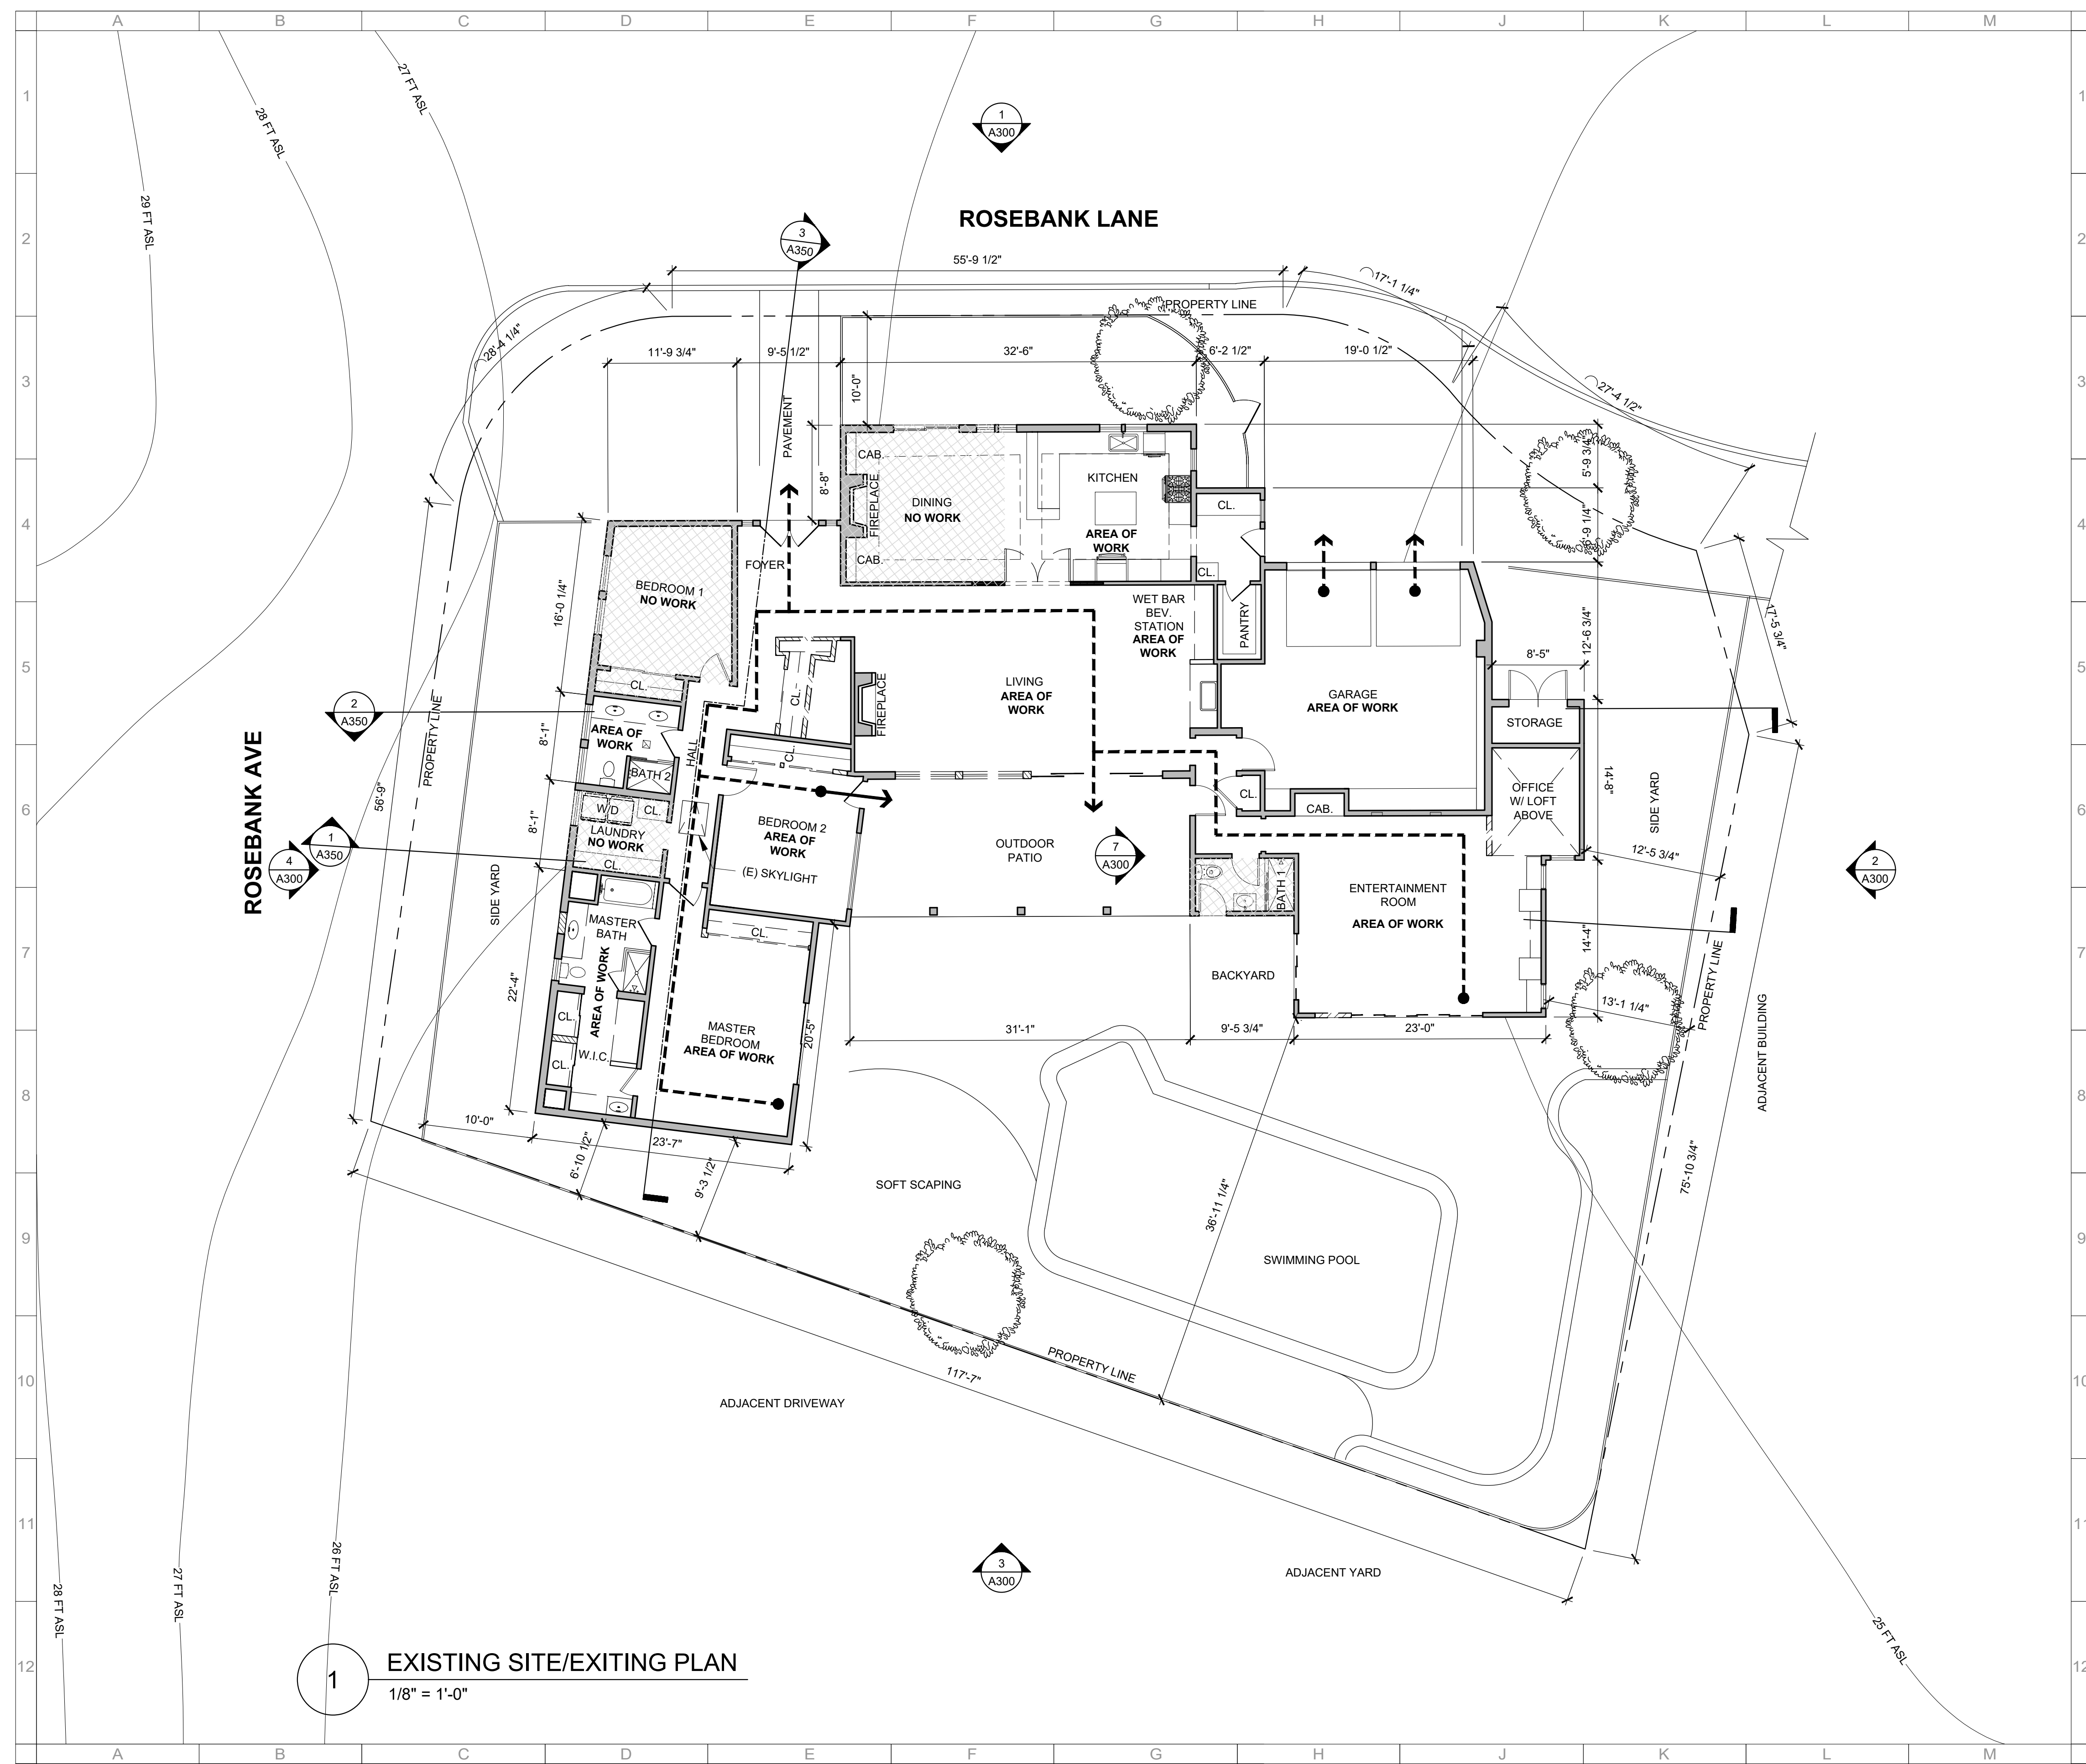 A B C D E F G H J K L M
1
27 FT ASL
28 FT ASL
1
A300
29 FT ASL
2
ROSEBANK LANE
3
A350
55'-9 1/2"
17'-1 1/4"
PROPERTY LINE
28'-4 1/4"
11'-9 3/4"
9'-5 1/2"
32'-6"
6'-2 1/2"
19'-0 1/2"
3
10'-0"
27'-4 1/2"
PAVEMENT
5'-9 3/4"
8'-8"
CAB.
FIREPLACE
DINING
NO WORK
KITCHEN
AREA OF
WORK
CL.
4
6'-9 1/4"
CAB.
FOYER
CL.
BEDROOM 1
NO WORK
16'-0 1/4"
WET BAR
BEV.
STATION
AREA OF
WORK
PANTRY
17'-5 3/4"
12'-6 3/4"
8'-5"
5
CL.
CL.
FIREPLACE
LIVING
AREA OF
WORK
GARAGE
AREA OF WORK
STORAGE
2
A350
PROPERTY LINE
8'-1"
AREA OF
WORK
BATH 2
HALL
CL.
ROSEBANK AVE
56'-9"
14'-8"
OFFICE
W/ LOFT
ABOVE
SIDE YARD
6
8'-1"
W
D
CL.
LAUNDRY
NO WORK
CL.
BEDROOM 2
AREA OF
WORK
(E) SKYLIGHT
CL.
CAB.
OUTDOOR
PATIO
7
A300
12'-5 3/4"
1
A350
4
A300
2
A300
SIDE YARD
MASTER
BATH
AREA OF WORK
CL.
BATH 1
ENTERTAINMENT
ROOM
AREA OF WORK
14'-4"
7
BACKYARD
22'-4"
CL.
CL.
W.I.C.
MASTER
BEDROOM
AREA OF WORK
20'-5"
31'-1"
9'-5 3/4"
23'-0"
13'-1 1/4"
PROPERTY LINE
ADJACENT BUILDING
8
10'-0"
6'-10 1/2"
23'-7"
9'-3 1/2"
75'-10 3/4"
SOFT SCAPING
36'-11 1/4"
9
SWIMMING POOL
PROPERTY LINE
117'-7"
10
ADJACENT DRIVEWAY
11
3
A300
ADJACENT YARD
28 FT ASL
27 FT ASL
26 FT ASL
25 FT ASL
12
1
EXISTING SITE/EXITING PLAN
1/8" = 1'-0"
A B C D E F G H J K L M